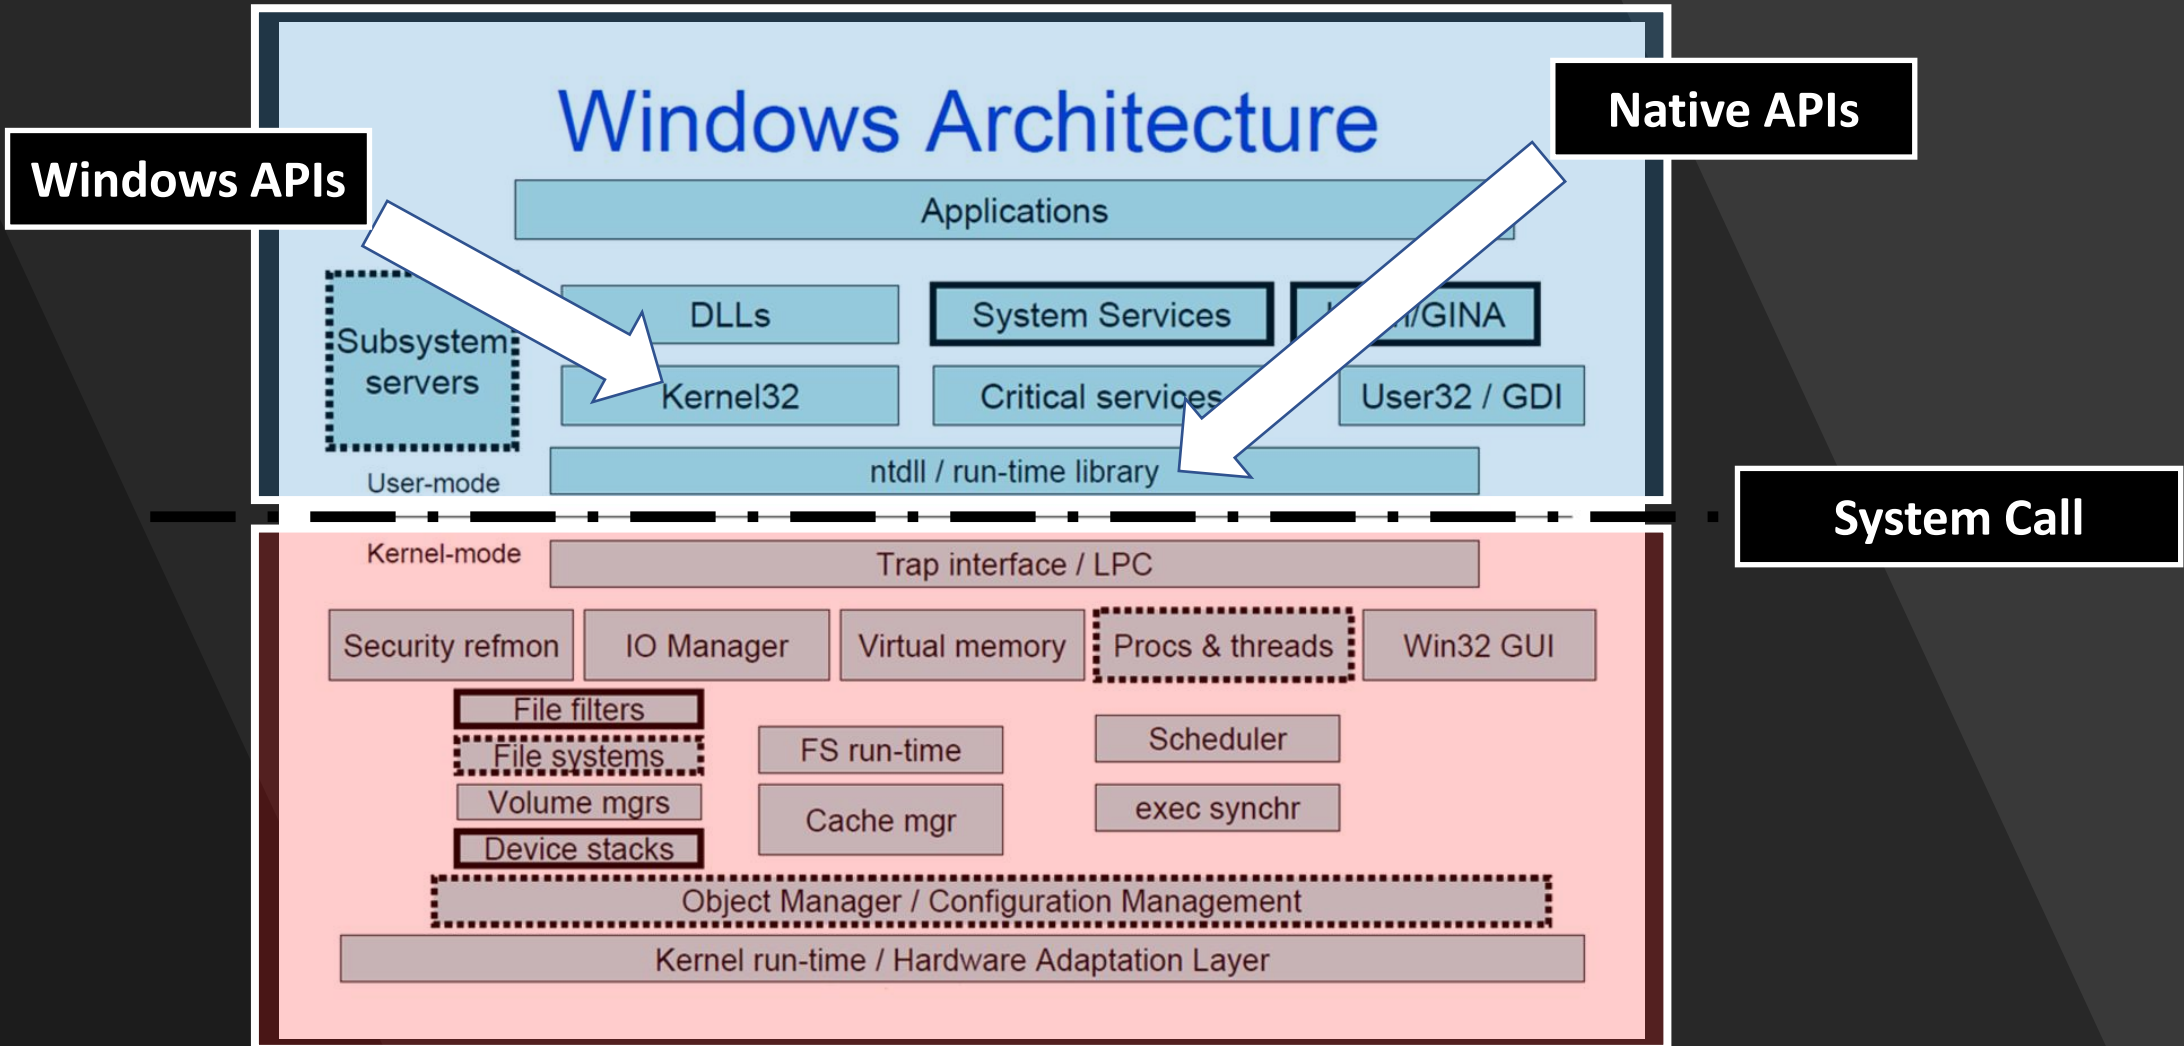 Windows Architecture
Native APIs
Windows APIs
Applications
DLLs
System Services
/GINA
Subsystem
servers
Kernel32
Critical services
User32 / GDI
ntdll / run-time library
User-mode
System Call
Kernel-mode
Trap interface / LPC
Security refmon
IO Manager
Virtual memory
Procs & threads
Win32 GUI
File filters
File systems
Volume mgrs
Device stacks
FS run-time
Cache mgr
Scheduler
exec synchr
Object Manager / Configuration Management
Kernel run-time / Hardware Adaptation Layer